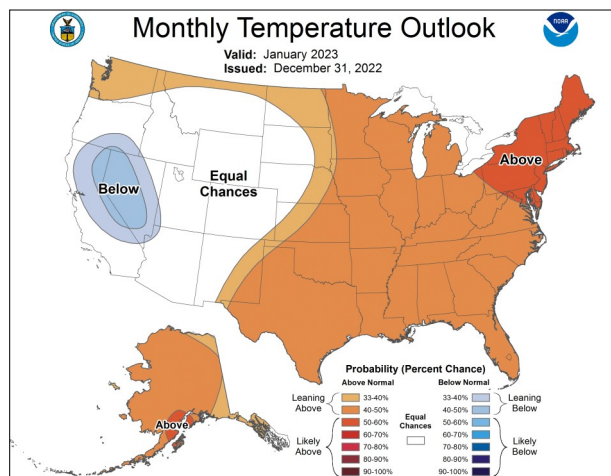 Monthly Temperature Outlook
NOAA
Valid: January 2023
Issued: December 31, 2022
Equal
Chances
Above
Below
Above
Probability (Percent Chance)
Above Normal
Below Normal
Leaning
Above
33-40%
40-50%
33-40%
40-50%
Leaning
Below
Equal
Chances
Likely
Above
50-60%
60-70%
70-80%
80-90%
90-100%
50-60%
60-70%
70-80%
80-90%
90-100%
Likely
Below